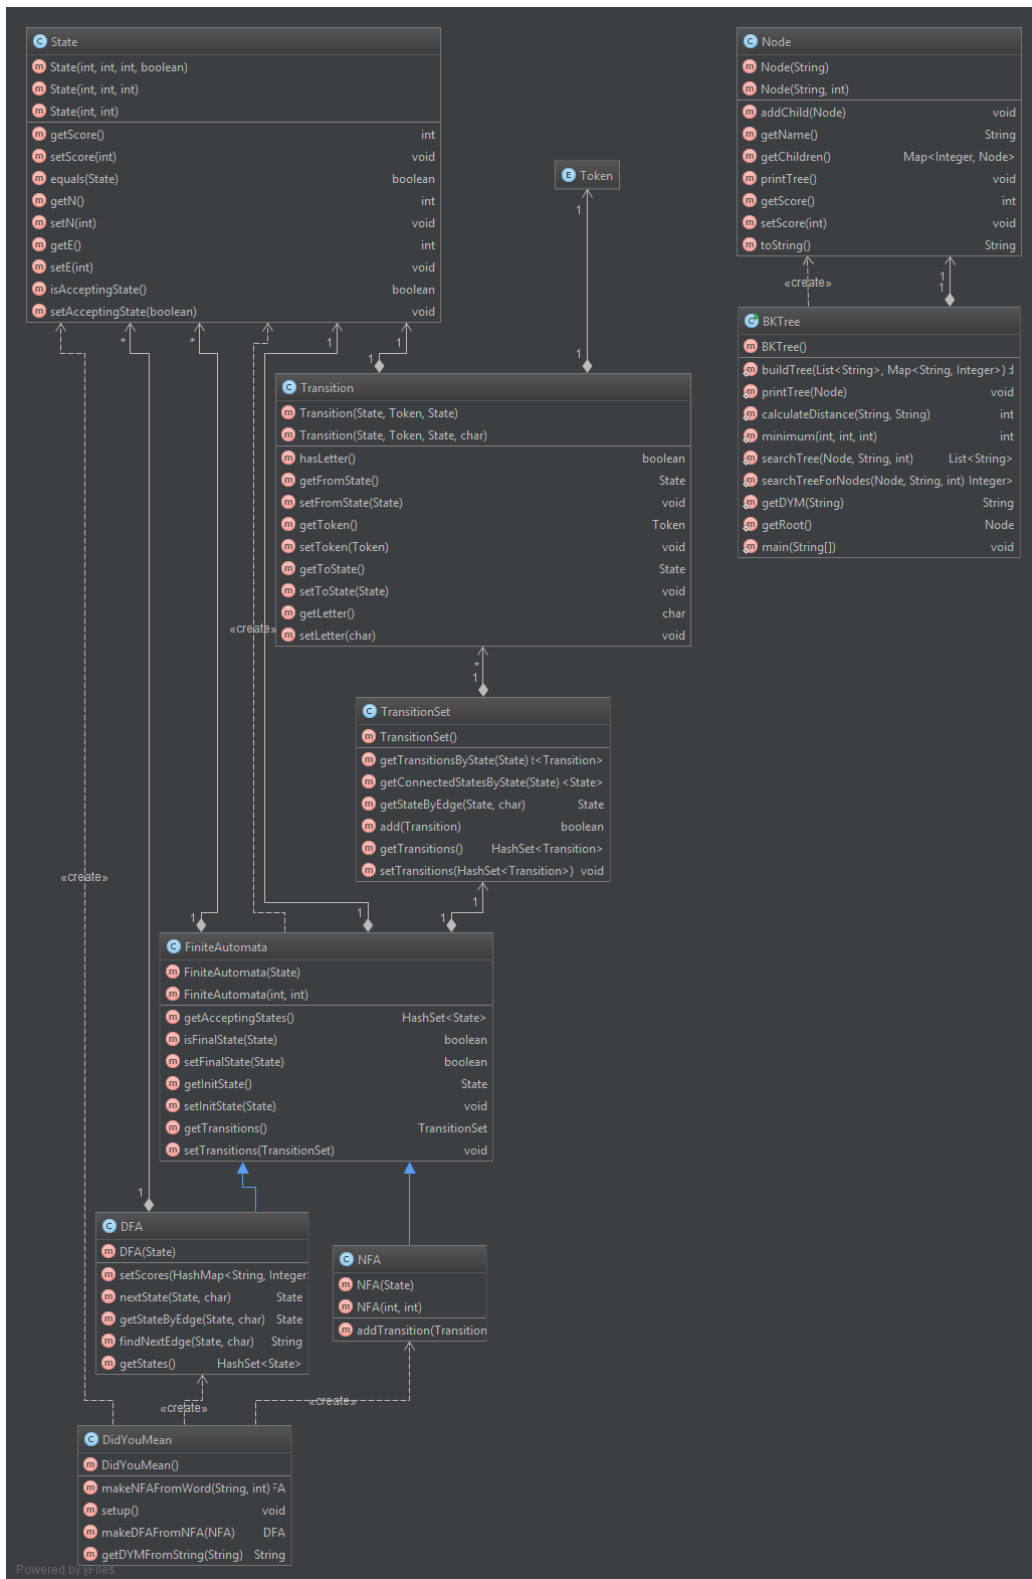 State
State(int, int, int, boolean)
State(int, int, int)
State(int, int)
getScore() int
setScore(int) void
equals(State) boolean
getN() int
setN(int) void
getE() int
setE(int) void
isAcceptingState() boolean
setAcceptingState(boolean) void
Token
Node
Node(String)
Node(String, int)
addChild(Node) void
getName() String
getChildren() Map<Integer, Node>
printTree() void
getScore() int
setScore(int) void
toString() String
«create»
1
1
BKTree
BKTree()
buildTree(List<String>, Map<String, Integer>)
printTree(Node) void
calculateDistance(String, String) int
minimum(int, int, int) int
searchTree(Node, String, int) List<String>
searchTreeForNodes(Node, String, int) Integer>
getDYM(String) String
getRoot() Node
main(String[]) void
1
1
*
*
1
1
1
Transition
Transition(State, Token, State)
Transition(State, Token, State, char)
hasLetter() boolean
getFromState() State
setFromState(State) void
getToken() Token
setToken(Token) void
getToState() State
setToState(State) void
getLetter() char
setLetter(char) void
«create»
*
1
TransitionSet
TransitionSet()
getTransitionsByState(State) t<Transition>
getConnectedStatesByState(State) <State>
getStateByEdge(State, char) State
add(Transition) boolean
getTransitions() HashSet<Transition>
setTransitions(HashSet<Transition>) void
«create»
1
1
1
1
FiniteAutomata
FiniteAutomata(State)
FiniteAutomata(int, int)
getAcceptingStates() HashSet<State>
isFinalState(State) boolean
setFinalState(State) boolean
getInitState() State
setInitState(State) void
getTransitions() TransitionSet
setTransitions(TransitionSet) void
1
DFA
DFA(State)
setScores(HashMap<String, Integer
nextState(State, char) State
getStateByEdge(State, char) State
findNextEdge(State, char) String
getStates() HashSet<State>
NFA
NFA(State)
NFA(int, int)
addTransition(Transition
«create»
«create»
DidYouMean
DidYouMean()
makeNFAFromWord(String, int) FA
setup() void
makeDFAFromNFA(NFA) DFA
getDYMFromString(String) String
Powered by yFiles